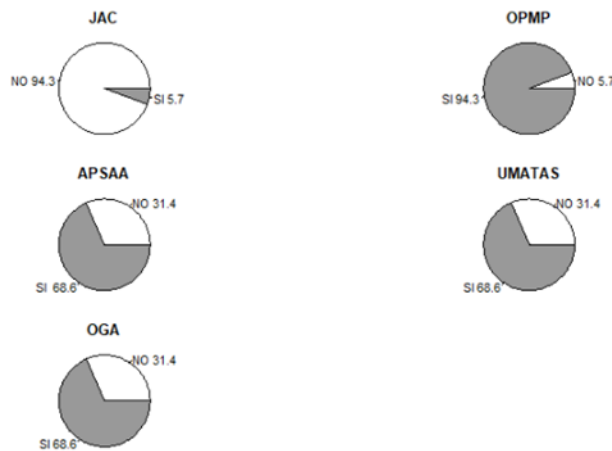 JAC
NO 94.3
SI 5.7
OPMP
NO 5.7
SI 94.3
APSAA
NO 31.4
SI 68.6
UMATAS
NO 31.4
SI 68.6
OGA
NO 31.4
SI 68.6